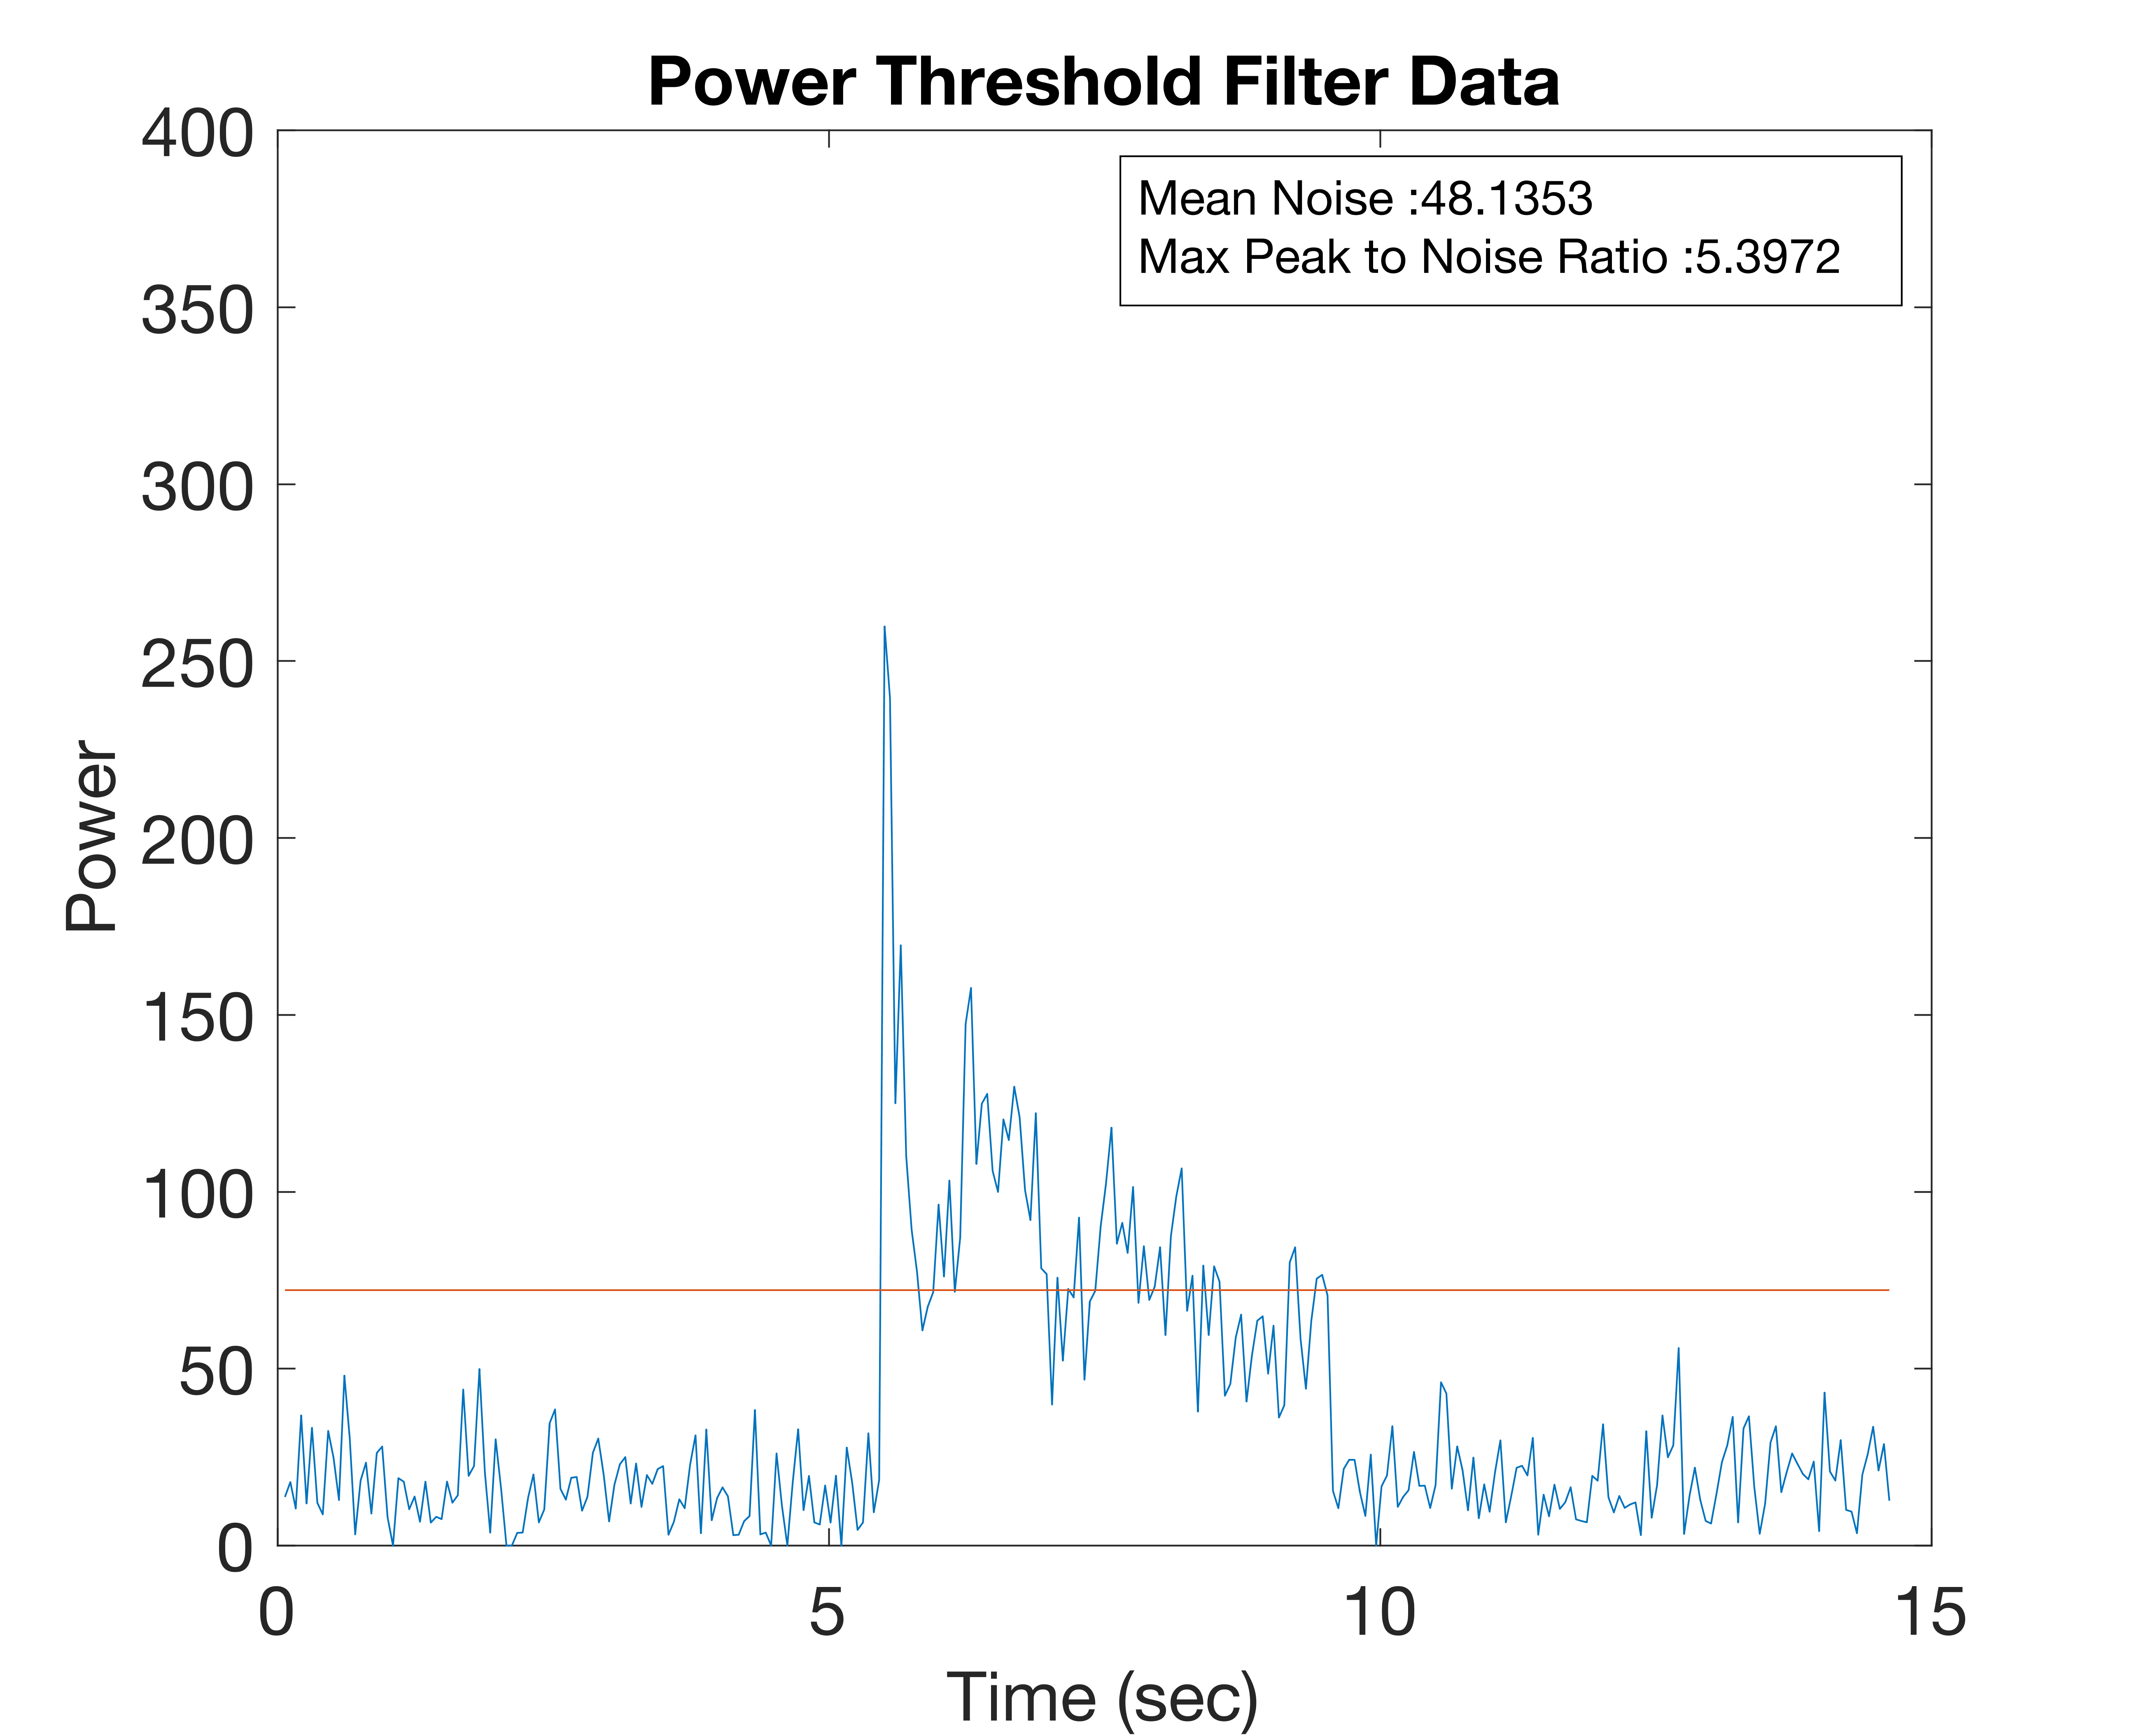 Power Threshold Filter Data
Mean Noise :48.1353
Max Peak to Noise Ratio :5.3972
400
350
300
250
200
150
100
50
0
Power
0 5 10 15
Time (sec)